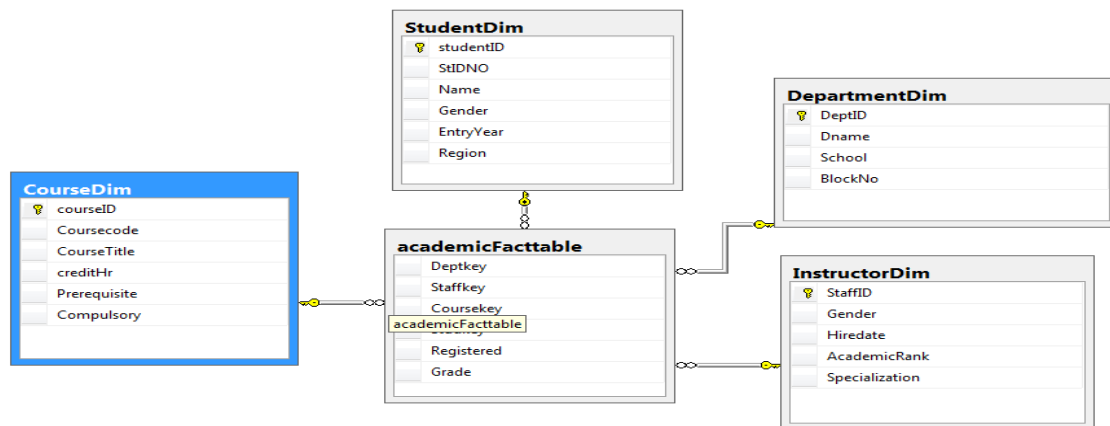 StudentDim
studentID
StIDNO
Name
Gender
EntryYear
Region
DepartmentDim
DeptID
Dname
School
BlockNo
CourseDim
courseID
Coursecode
CourseTitle
creditHr
Prerequisite
Compulsory
academicFacttable
Deptkey
Staffkey
Coursekey
academicFacttable
Registered
Grade
InstructorDim
StaffID
Gender
Hiredate
AcademicRank
Specialization